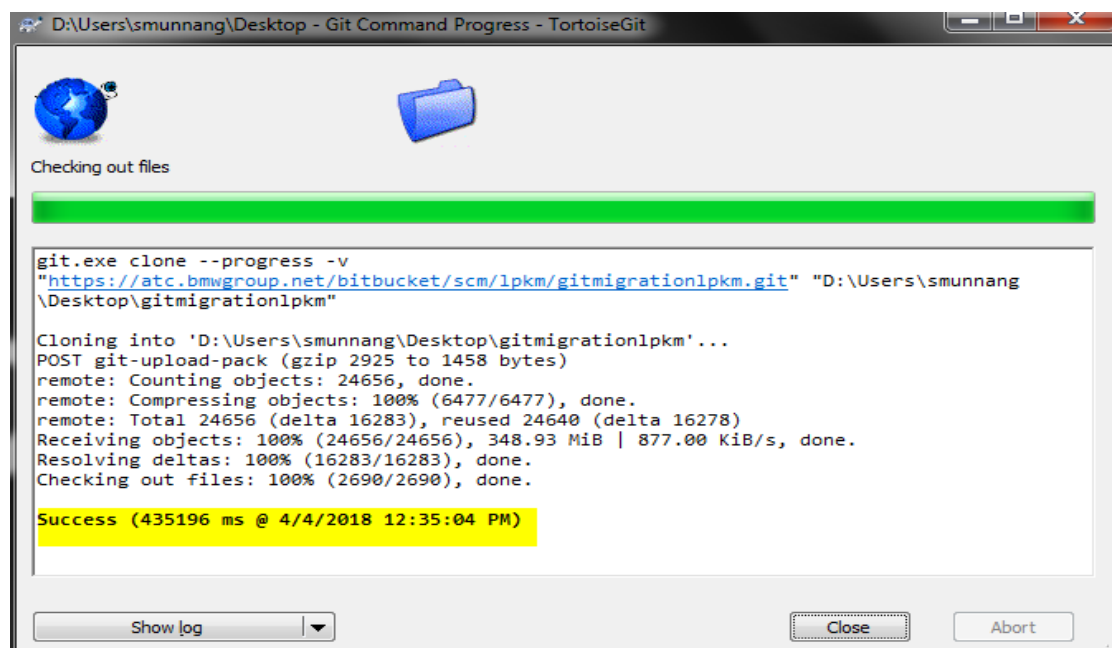 D:\Users\smunnang\Desktop - Git Command Progress - TortoiseGit
Checking out files
git.exe clone --progress -v
"https://atc.bmwgroup.net/bitbucket/scm/lpkm/gitmigrationlpkm.git" "D:\Users\smunnang
\Desktop\gitmigrationlpkm"
Cloning into 'D:\Users\smunnang\Desktop\gitmigrationlpkm'...
POST git-upload-pack (gzip 2925 to 1458 bytes)
remote: Counting objects: 24656, done.
remote: Compressing objects: 100% (6477/6477), done.
remote: Total 24656 (delta 16283), reused 24640 (delta 16278)
Receiving objects: 100% (24656/24656), 348.93 MiB | 877.00 KiB/s, done.
Resolving deltas: 100% (16283/16283), done.
Checking out files: 100% (2690/2690), done.
Success (435196 ms @ 4/4/2018 12:35:04 PM)
Show log
Close
Abort